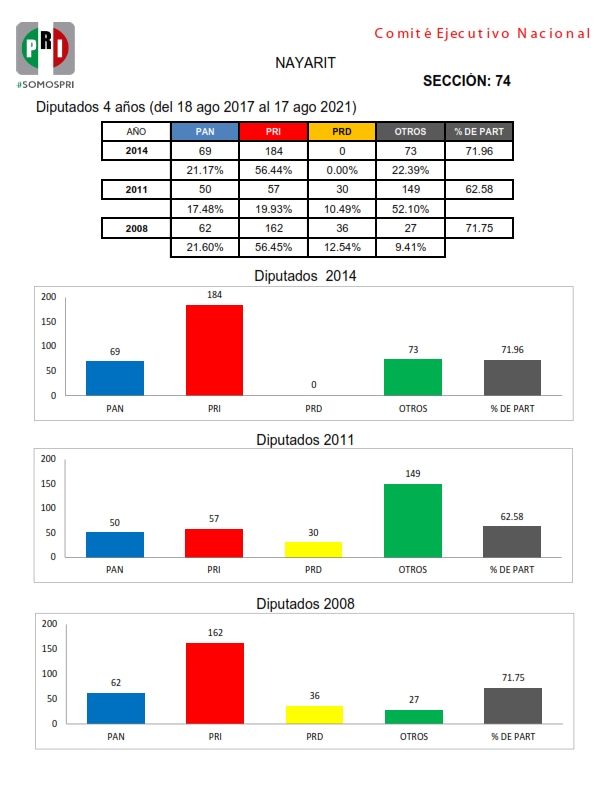 Comité Ejecutivo Nacional
PRI
#SOMOSPRI
NAYARIT
SECCIÓN: 74
Diputados 4 años (del 18 ago 2017 al 17 ago 2021)
AÑO PAN PRI PRD OTROS % DE PART
2014 69 184 0 73 71.96
21.17% 56.44% 0.00% 22.39%
2011 50 57 30 149 62.58
17.48% 19.93% 10.49% 52.10%
2008 62 162 36 27 71.75
21.60% 56.45% 12.54% 9.41%
Diputados 2014
200
150
100
50
0
69 184 0 73 71.96
PAN PRI PRD OTROS % DE PART
Diputados 2011
200
150
100
50
0
50 57 30 149 62.58
PAN PRI PRD OTROS % DE PART
Diputados 2008
200
150
100
50
0
62 162 36 27 71.75
PAN PRI PRD OTROS % DE PART